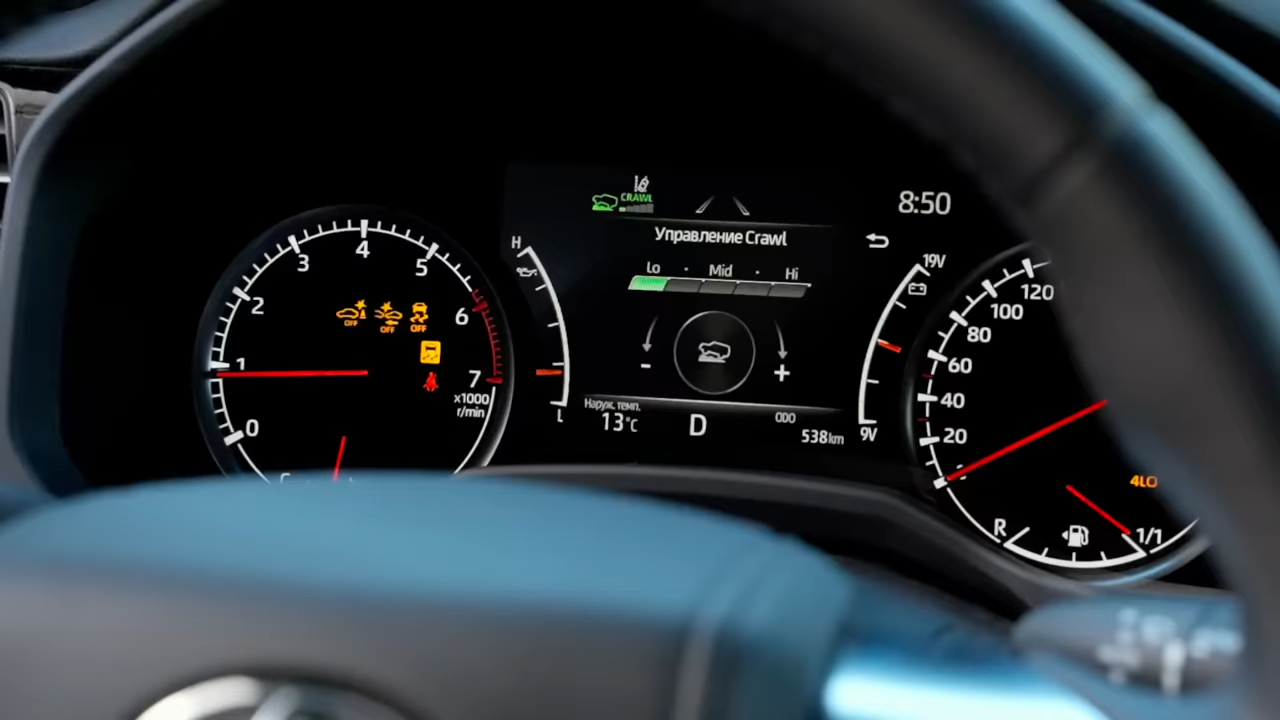 0
1
2
3
4
5
6
7
x1000
r/min
OFF
OFF
OFF
H
L
C
CRAWL
Управление Crawl
Lo · Mid · Hi
-
+
Наруж. темп.
13°C
D
ODO
538km
8:50
19V
9V
120
100
80
60
40
20
4LO
R
1/1